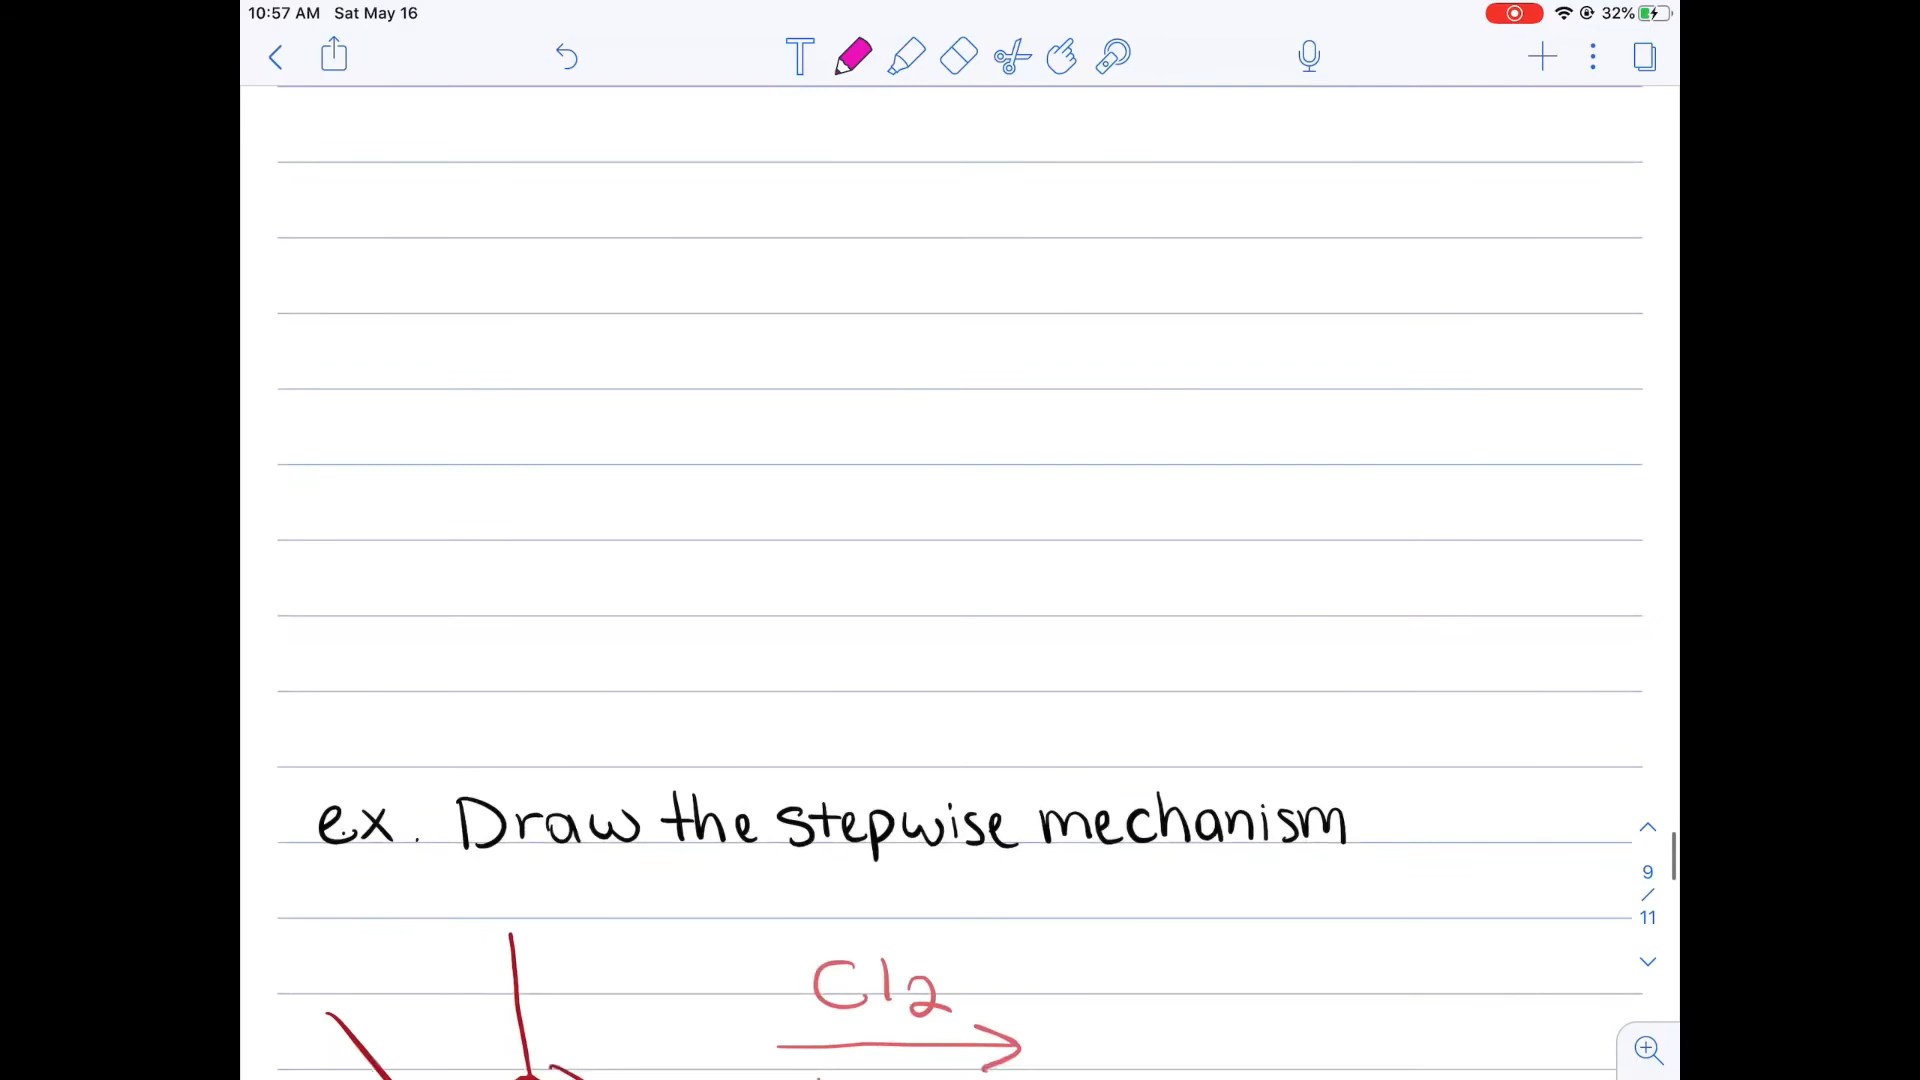 10:57 AM Sat May 16
32%
T
ex. Draw the stepwise mechanism
9
/
11
Cl2